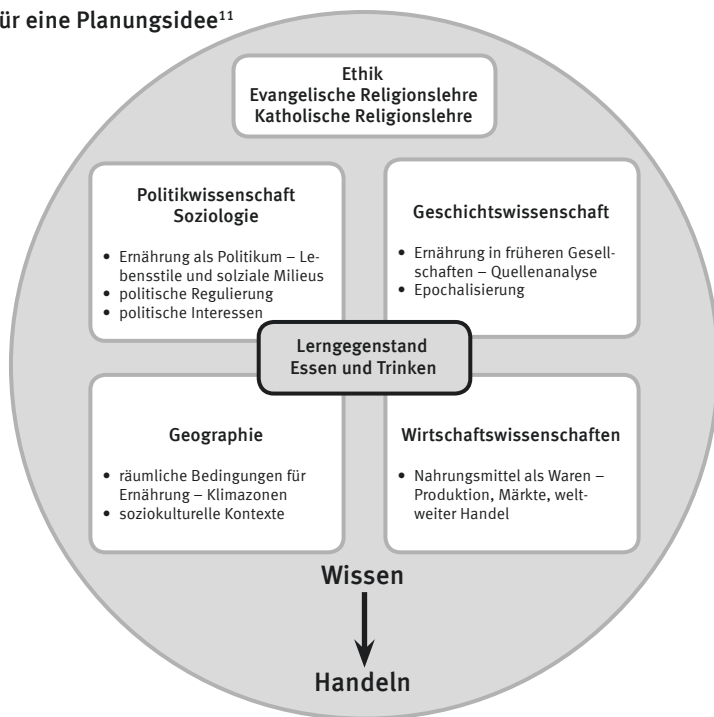 ür eine Planungsidee¹¹
Ethik
Evangelische Religionslehre
Katholische Religionslehre
Politikwissenschaft
Soziologie
• Ernährung als Politikum – Le-
bensstile und solziale Milieus
• politische Regulierung
• politische Interessen
Geschichtswissenschaft
• Ernährung in früheren Gesell-
schaften – Quellenanalyse
• Epochalisierung
Lerngegenstand
Essen und Trinken
Geographie
• räumliche Bedingungen für
Ernährung – Klimazonen
• soziokulturelle Kontexte
Wirtschaftswissenschaften
• Nahrungsmittel als Waren –
Produktion, Märkte, welt-
weiter Handel
Wissen
Handeln